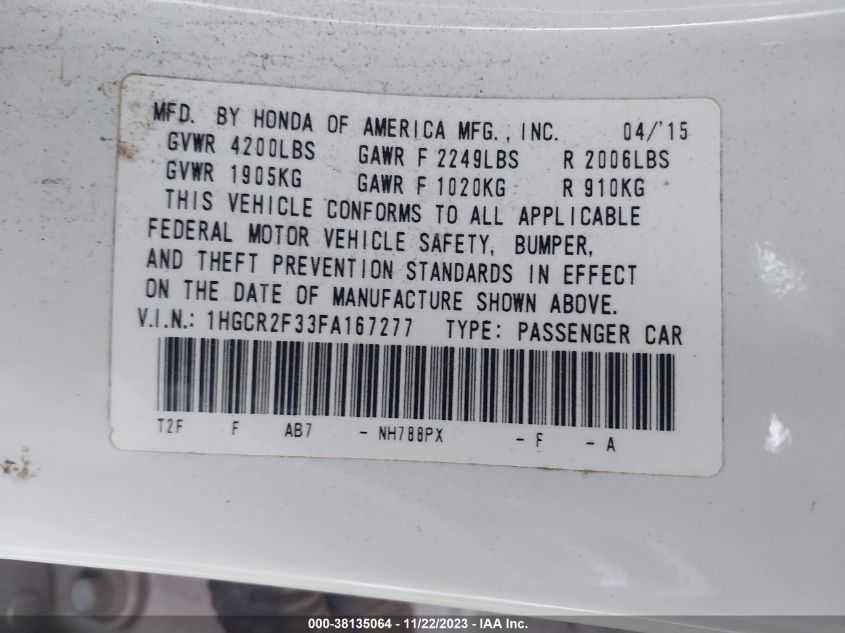 MFD. BY HONDA OF AMERICA MFG., INC. 04/'15
GVWR 4200LBS GAWR F 2249LBS R 2006LBS
GVWR 1905KG GAWR F 1020KG R 910KG
THIS VEHICLE CONFORMS TO ALL APPLICABLE
FEDERAL MOTOR VEHICLE SAFETY, BUMPER,
AND THEFT PREVENTION STANDARDS IN EFFECT
ON THE DATE OF MANUFACTURE SHOWN ABOVE.
V.I.N.: 1HGCR2F33FA167277 TYPE: PASSENGER CAR
T2F F AB7 - NH788PX - F - A
000-38135064 - 11/22/2023 - IAA Inc.